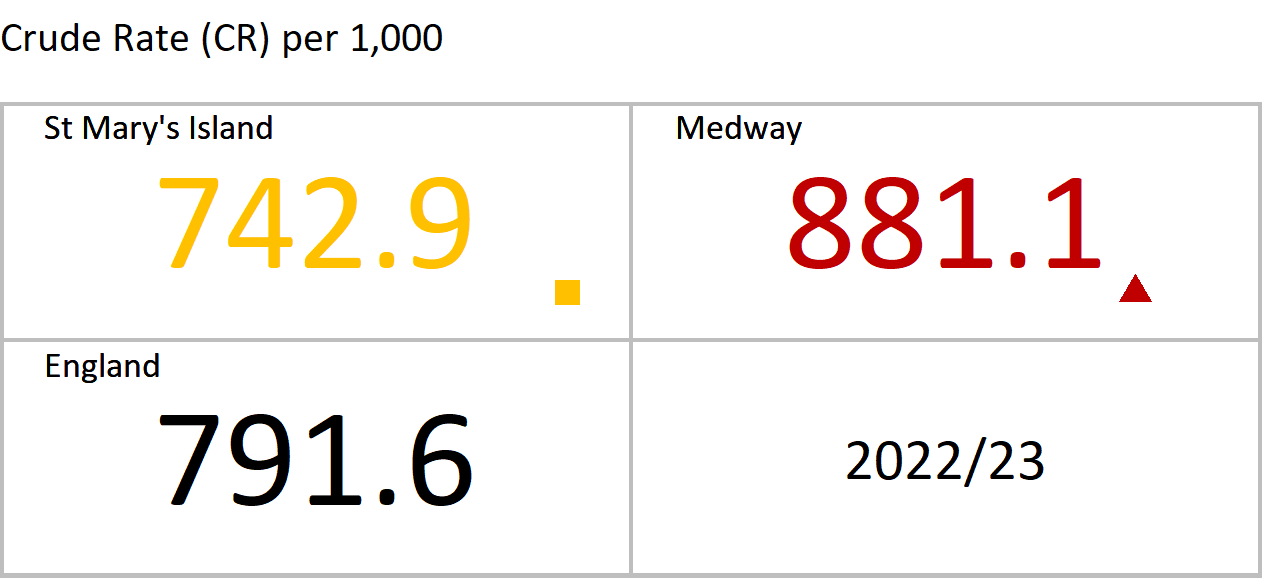 Crude Rate (CR) per 1,000
St Mary's Island
742.9
Medway
881.1
England
791.6
2022/23